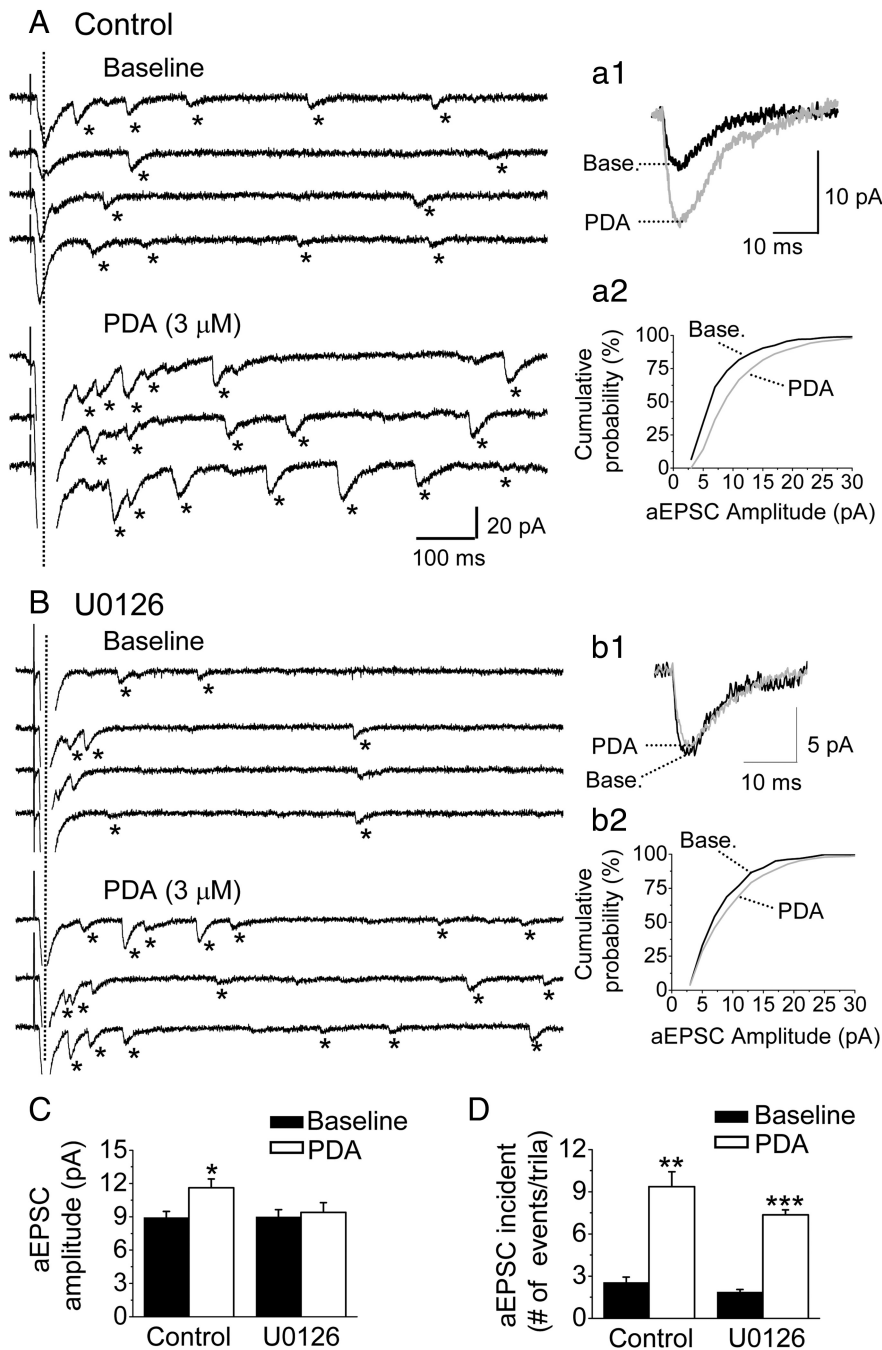 A Control
Baseline
* * * * *
* *
* *
* * * *
PDA (3 μM)
* * * * * * *
* * * * *
* * * * * * *
20 pA
100 ms
a1
Base.
PDA
10 pA
10 ms
a2
Cumulative
probability (%)
100
75
50
25
0
Base.
PDA
0 5 10 15 20 25 30
aEPSC Amplitude (pA)
B U0126
Baseline
* *
* * *
* *
PDA (3 μM)
* * * * * * *
* * * * *
* * * * * *
b1
PDA
Base.
5 pA
10 ms
b2
Cumulative
probability (%)
100
75
50
25
0
Base.
PDA
0 5 10 15 20 25 30
aEPSC Amplitude (pA)
C
Baseline
PDA
aEPSC
amplitude (pA)
15
12
9
6
3
0
*
Control U0126
D
Baseline
PDA
aEPSC incident
(# of events/trila)
12
9
6
3
0
**
***
Control U0126